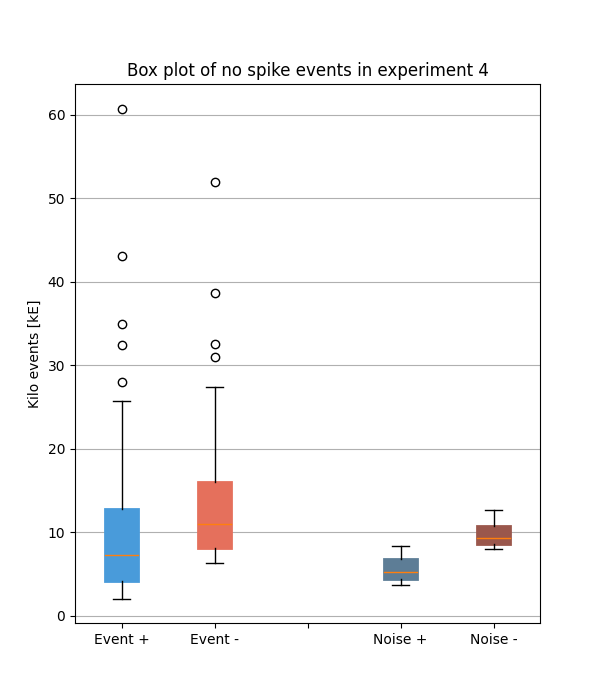 Box plot of no spike events in experiment 4
Kilo events [kE]
60
50
40
30
20
10
0
Event +
Event -
Noise +
Noise -